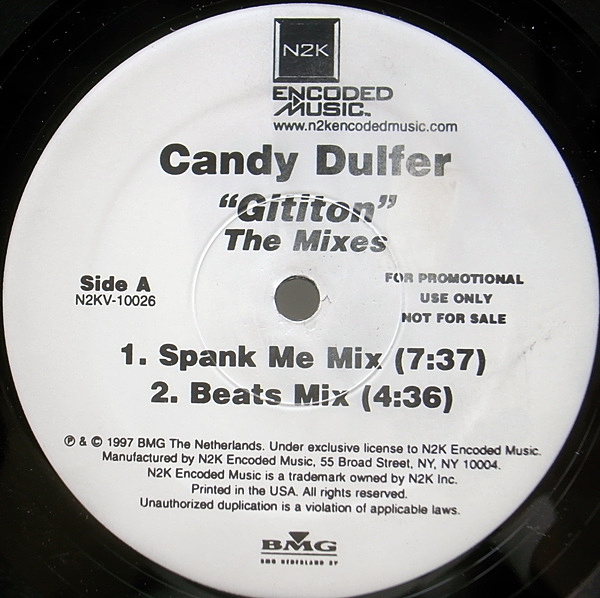 N2K
ENCODED
MUSIC.
www.n2kencodedmusic.com
Candy Dulfer
“Gititon”
The Mixes
Side A
N2KV-10026
FOR PROMOTIONAL
USE ONLY
NOT FOR SALE
1. Spank Me Mix (7:37)
2. Beats Mix (4:36)
℗ & © 1997 BMG The Netherlands. Under exclusive license to N2K Encoded Music.
Manufactured by N2K Encoded Music, 55 Broad Street, NY, NY 10004.
N2K Encoded Music is a trademark owned by N2K Inc.
Printed in the USA. All rights reserved.
Unauthorized duplication is a violation of applicable laws.
BMG
BMG NEDERLAND BV